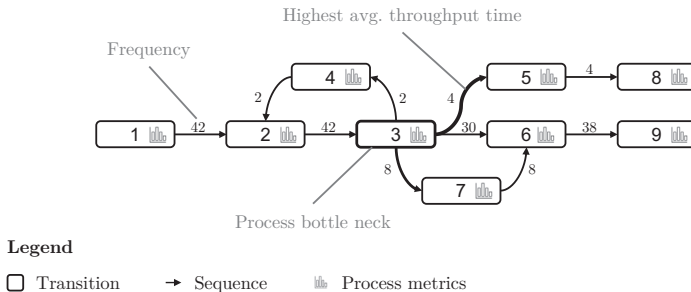 Highest avg. throughput time
Frequency
4 5 4 8
2 2 4
1 42 2 42 3 30 6 38 9
8 7 8
Process bottle neck
Legend
Transition Sequence Process metrics